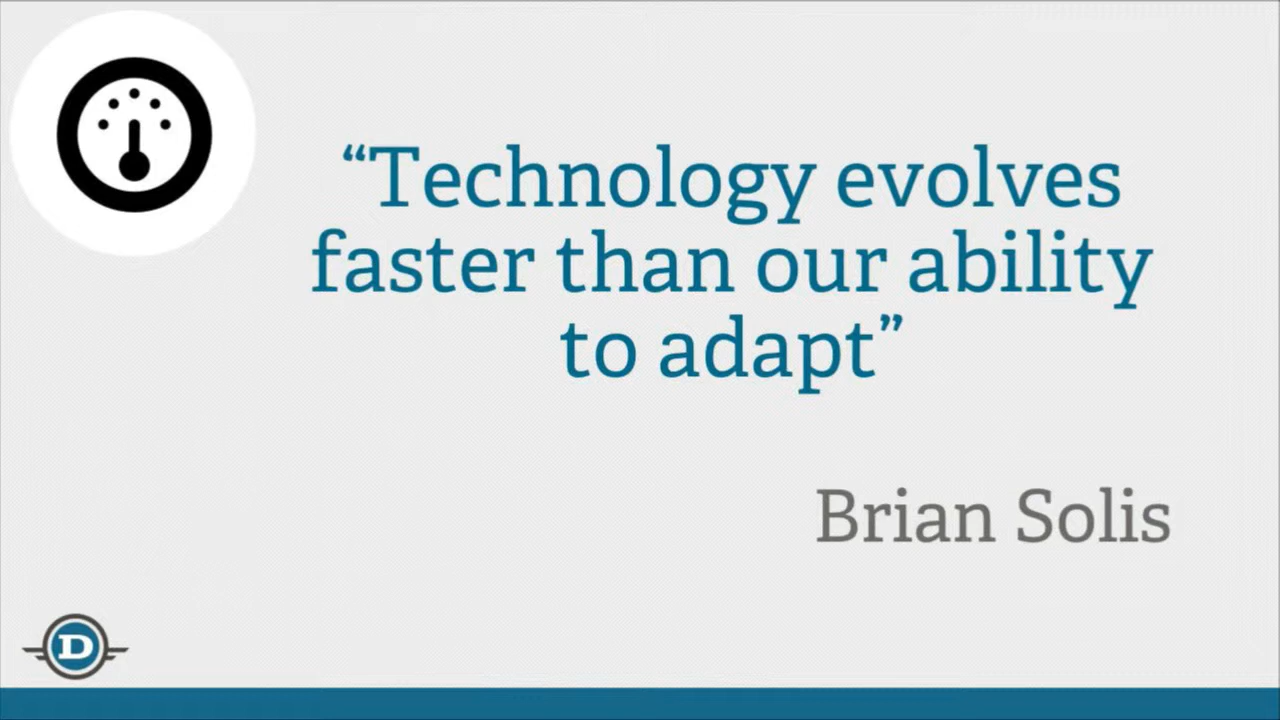 “Technology evolves
faster than our ability
to adapt”
Brian Solis
D